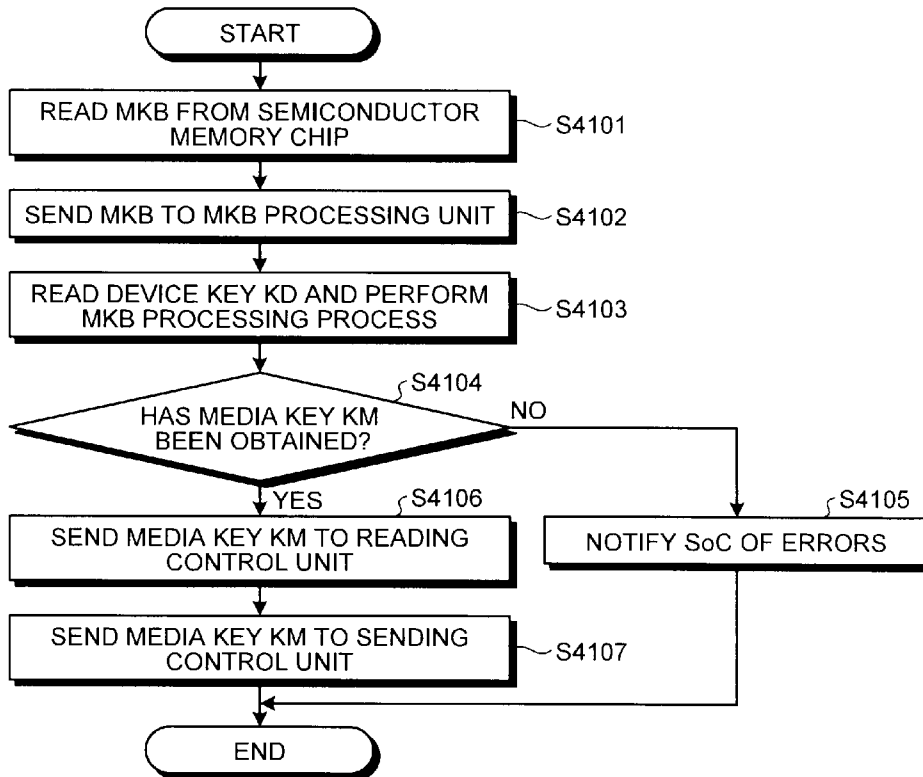 START
READ MKB FROM SEMICONDUCTOR
MEMORY CHIP
S4101
SEND MKB TO MKB PROCESSING UNIT
S4102
READ DEVICE KEY KD AND PERFORM
MKB PROCESSING PROCESS
S4103
S4104
HAS MEDIA KEY KM
BEEN OBTAINED?
NO
YES
S4106
SEND MEDIA KEY KM TO READING
CONTROL UNIT
S4105
NOTIFY SoC OF ERRORS
SEND MEDIA KEY KM TO SENDING
CONTROL UNIT
S4107
END